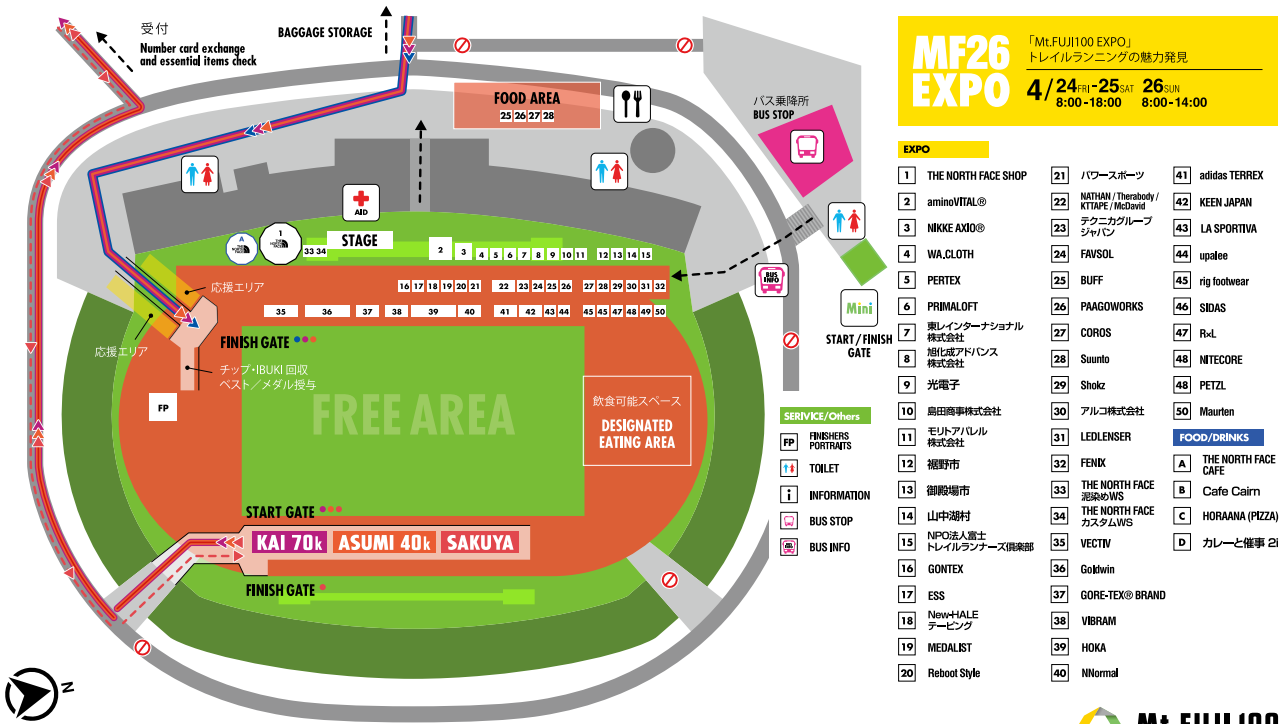 受付
Number card exchange
and essential items check
BAGGAGE STORAGE
FOOD AREA
25 26 27 28
バス乗降所
BUS STOP
AID
STAGE
A
THE NORTH FACE
1
THE NORTH FACE
33 34
2 3 4 5 6 7 8 9 10 11 12 13 14 15
16 17 18 19 20 21 22 23 24 25 26 27 28 29 30 31 32
35 36 37 38 39 40 41 42 43 44 45 45 47 48 49 50
BUS INFO
Mini
START/FINISH
GATE
応援エリア
応援エリア
FINISH GATE
チップ・IBUKI 回収
ベスト／メダル授与
FP
FREE AREA
飲食可能スペース
DESIGNATED
EATING AREA
START GATE
KAI 70k ASUMI 40k SAKUYA
FINISH GATE
N
SERIVICE/Others
FP FINISHERS
PORTRAITS
TOILET
i INFORMATION
BUS STOP
BUS INFO
MF26
EXPO
「Mt.FUJI100 EXPO」
トレイルランニングの魅力発見
4/24FRI-25SAT 26SUN
8:00-18:00 8:00-14:00
EXPO
1 THE NORTH FACE SHOP
2 aminoVITAL®
3 NIKKE AXIO®
4 WA.CLOTH
5 PERTEX
6 PRIMALOFT
7 東レインターナショナル
株式会社
8 旭化成アドバンス
株式会社
9 光電子
10 島田商事株式会社
11 モリトアパレル
株式会社
12 裾野市
13 御殿場市
14 山中湖村
15 NPO法人富士
トレイルランナーズ倶楽部
16 GONTEX
17 ESS
18 New-HALE
テーピング
19 MEDALIST
20 Reboot Style
21 パワースポーツ
22 NATHAN / Therabody /
KTTAPE / McDavid
23 テクニカグループ
ジャパン
24 FAVSOL
25 BUFF
26 PAAGOWORKS
27 COROS
28 Suunto
29 Shokz
30 アルコ株式会社
31 LEDLENSER
32 FENIX
33 THE NORTH FACE
泥染めWS
34 THE NORTH FACE
カスタムWS
35 VECTIV
36 Goldwin
37 GORE-TEX® BRAND
38 VIBRAM
39 HOKA
40 NNormal
41 adidas TERREX
42 KEEN JAPAN
43 LA SPORTIVA
44 upalee
45 rig footwear
46 SIDAS
47 R×L
48 NITECORE
48 PETZL
50 Maurten
FOOD/DRINKS
A THE NORTH FACE
CAFE
B Cafe Cairn
C HORAANA (PIZZA)
D カレーと催事 2i
Mt.FUJI100